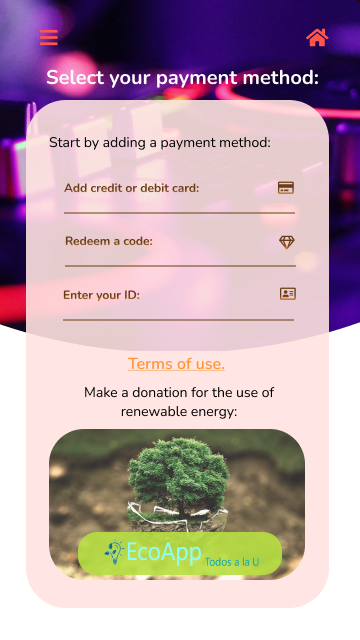 Select your payment method:
Start by adding a payment method:
Add credit or debit card:
Redeem a code:
Enter your ID:
Terms of use.
Make a donation for the use of
renewable energy:
EcoApp Todos a la U